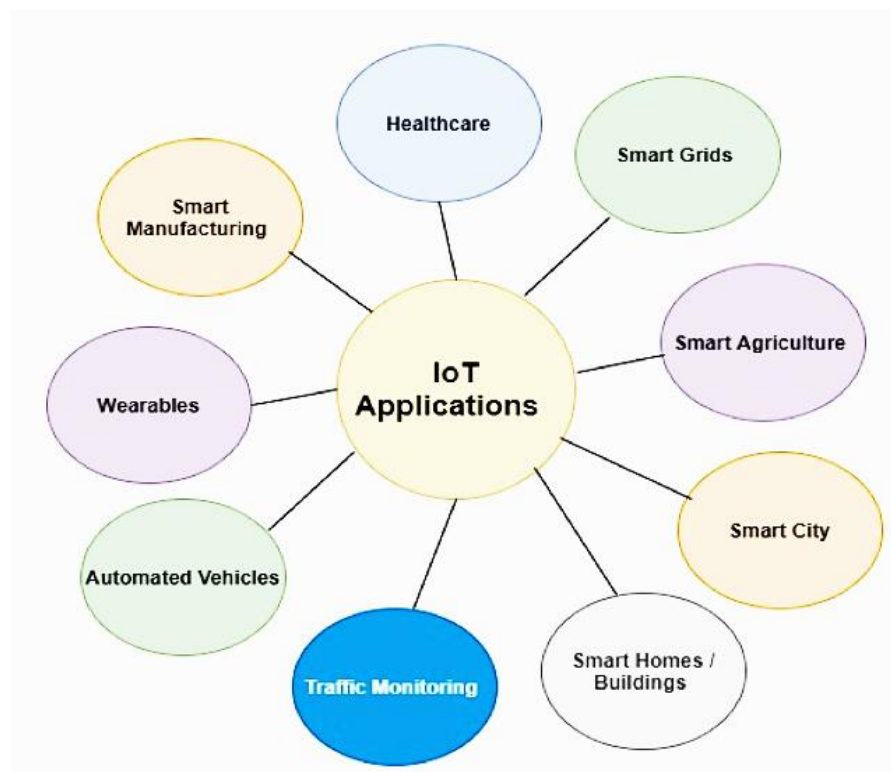 Healthcare
Smart Grids
Smart
Manufacturing
Smart Agriculture
IoT
Applications
Wearables
Smart City
Automated Vehicles
Smart Homes /
Buildings
Traffic Monitoring